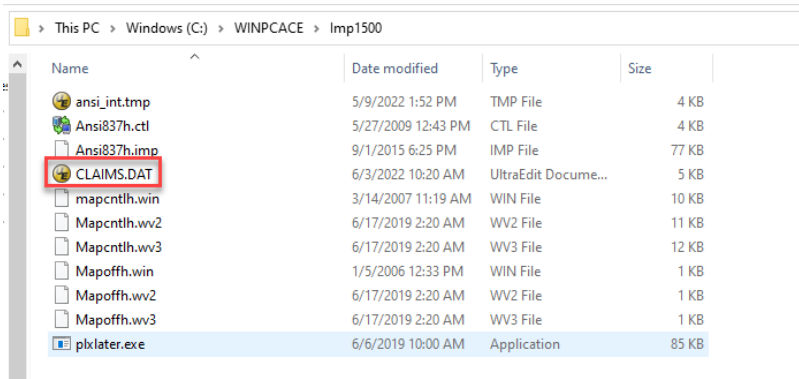 This PC > Windows (C:) > WINPCACE > Imp1500
Name Date modified Type Size
ansi_int.tmp 5/9/2022 1:52 PM TMP File 4 KB
Ansi837h.ctl 5/27/2009 12:43 PM CTL File 4 KB
Ansi837h.imp 9/1/2015 6:25 PM IMP File 77 KB
CLAIMS.DAT 6/3/2022 10:20 AM UltraEdit Docume... 5 KB
mapcntlh.win 3/14/2007 11:19 AM WIN File 10 KB
Mapcntlh.wv2 6/17/2019 2:20 AM WV2 File 11 KB
Mapcntlh.wv3 6/17/2019 2:20 AM WV3 File 12 KB
Mapoffh.win 1/5/2006 12:33 PM WIN File 1 KB
Mapoffh.wv2 6/17/2019 2:20 AM WV2 File 1 KB
Mapoffh.wv3 6/17/2019 2:20 AM WV3 File 1 KB
plxlater.exe 6/6/2019 10:00 AM Application 85 KB